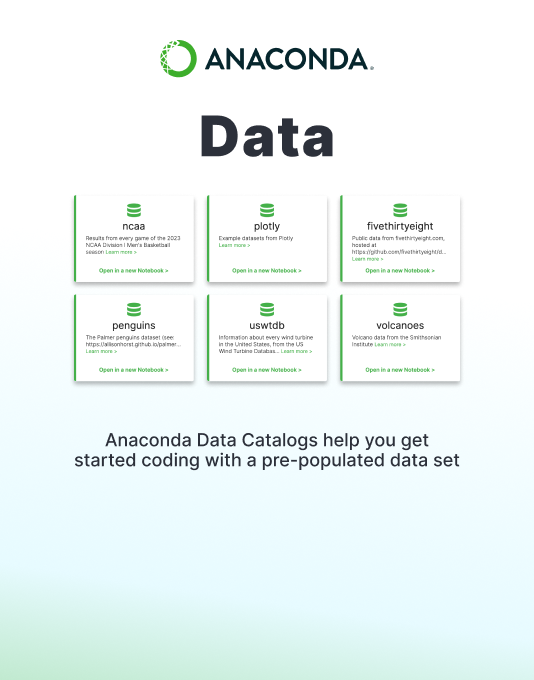 ANACONDA.
Data
ncaa
Results from every game of the 2023
NCAA Division I Men's Basketball
season Learn more >
Open in a new Notebook >
plotly
Example datasets from Plotly
Learn more >
Open in a new Notebook >
fivethirtyeight
Public data from fivethirtyeight.com,
hosted at
https://github.com/fivethirtyeight/d...
Learn more >
Open in a new Notebook >
penguins
The Palmer penguins dataset (see:
https://allisonhorst.github.io/palmer...
Learn more >
Open in a new Notebook >
uswtdb
Information about every wind turbine
in the United States, from the US
Wind Turbine Databas... Learn more >
Open in a new Notebook >
volcanoes
Volcano data from the Smithsonian
Institute Learn more >
Open in a new Notebook >
Anaconda Data Catalogs help you get
started coding with a pre-populated data set